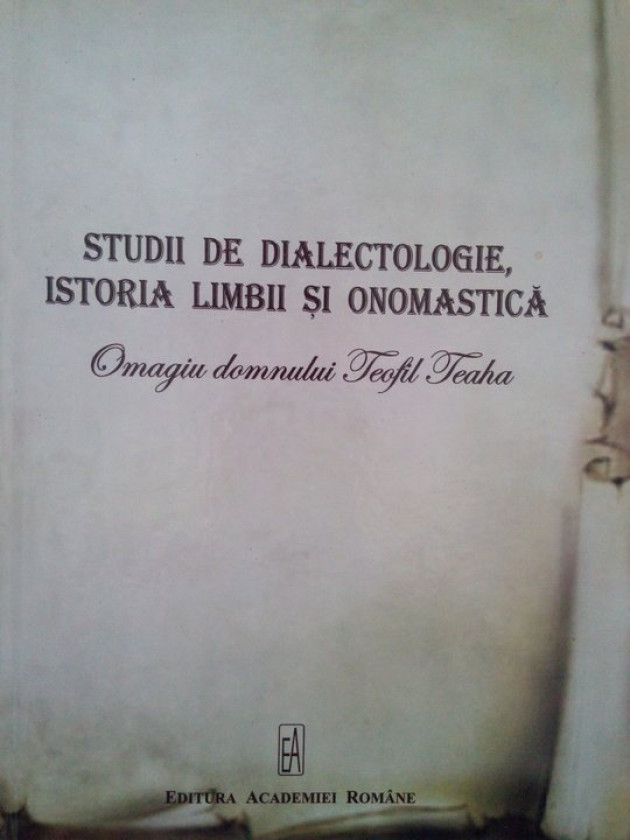 STUDII DE DIALECTOLOGIE,
ISTORIA LIMBII ȘI ONOMASTICĂ
Omagiu domnului Teofil Teaha
EA
EDITURA ACADEMIEI ROMÂNE